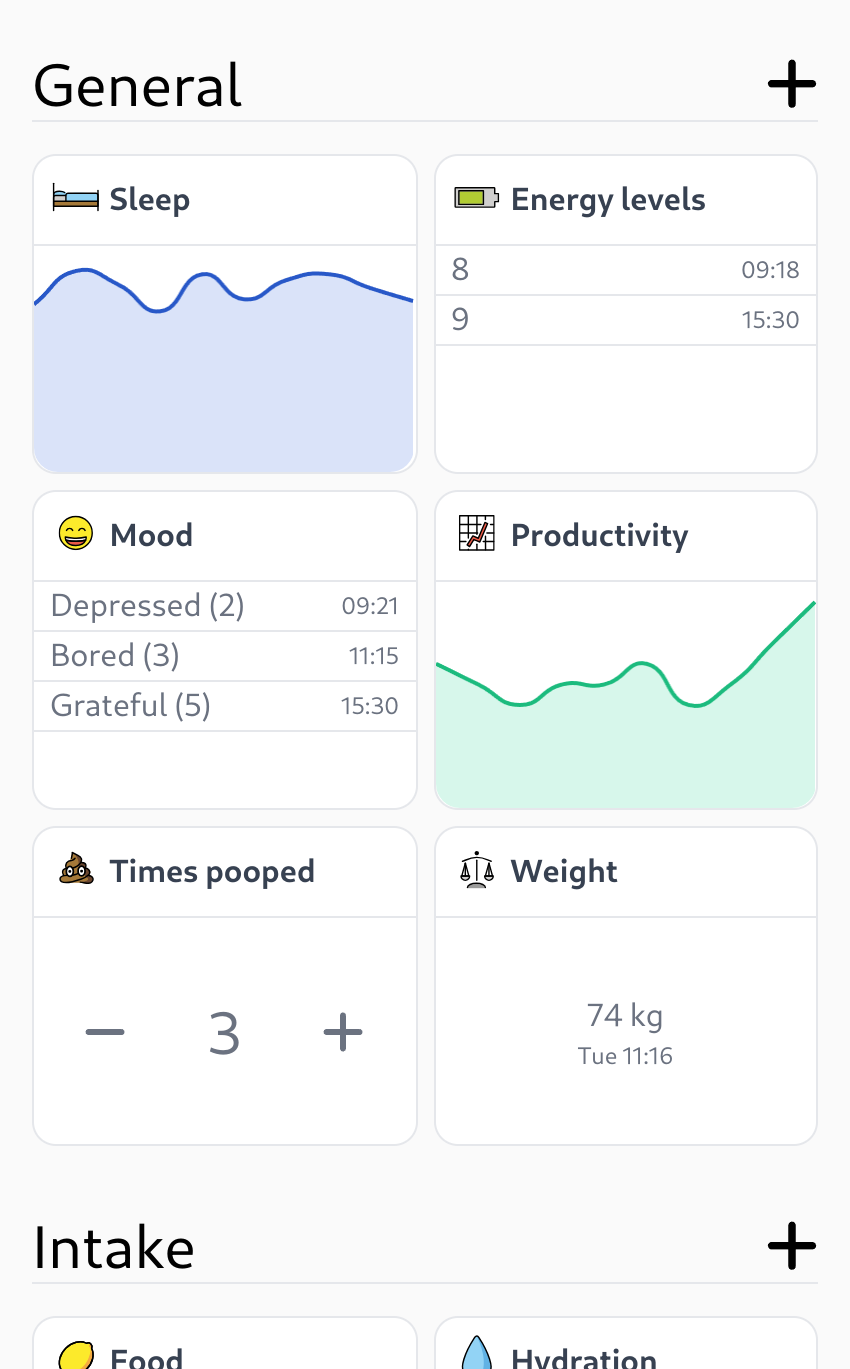 General
Sleep
Energy levels
8 09:18
9 15:30
Mood
Productivity
Depressed (2) 09:21
Bored (3) 11:15
Grateful (5) 15:30
Times pooped
Weight
3
74 kg
Tue 11:16
Intake
Food
Hydration